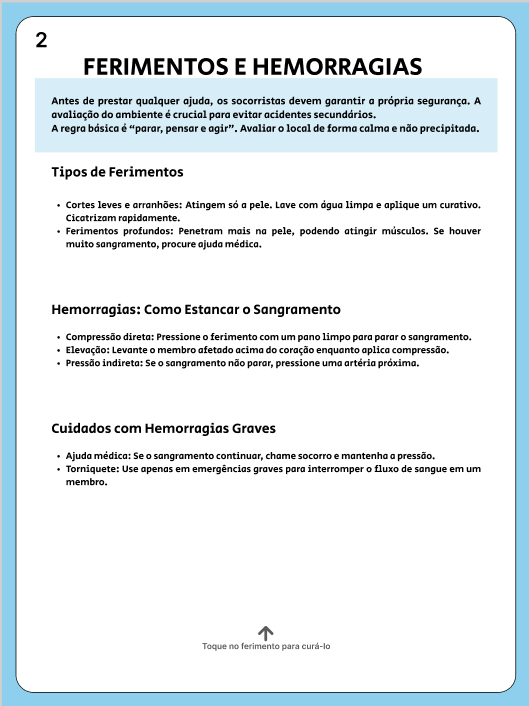 2
FERIMENTOS E HEMORRAGIAS
Antes de prestar qualquer ajuda, os socorristas devem garantir a própria segurança. A
avaliação do ambiente é crucial para evitar acidentes secundários.
A regra básica é “parar, pensar e agir”. Avaliar o local de forma calma e não precipitada.
Tipos de Ferimentos
• Cortes leves e arranhões: Atingem só a pele. Lave com água limpa e aplique um curativo.
Cicatrizam rapidamente.
• Ferimentos profundos: Penetram mais na pele, podendo atingir músculos. Se houver
muito sangramento, procure ajuda médica.
Hemorragias: Como Estancar o Sangramento
• Compressão direta: Pressione o ferimento com um pano limpo para parar o sangramento.
• Elevação: Levante o membro afetado acima do coração enquanto aplica compressão.
• Pressão indireta: Se o sangramento não parar, pressione uma artéria próxima.
Cuidados com Hemorragias Graves
• Ajuda médica: Se o sangramento continuar, chame socorro e mantenha a pressão.
• Torniquete: Use apenas em emergências graves para interromper o fluxo de sangue em um
membro.
Toque no ferimento para curá-lo